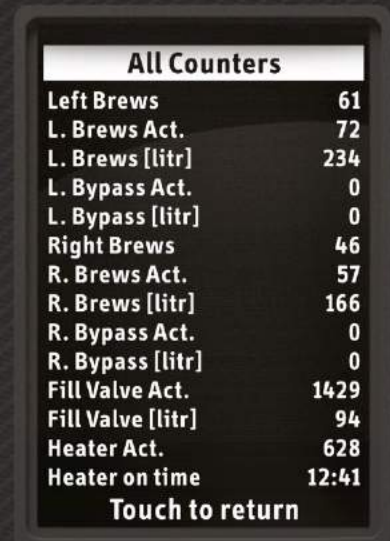 All Counters
Left Brews 61
L. Brews Act. 72
L. Brews [litr] 234
L. Bypass Act. 0
L. Bypass [litr] 0
Right Brews 46
R. Brews Act. 57
R. Brews [litr] 166
R. Bypass Act. 0
R. Bypass [litr] 0
Fill Valve Act. 1429
Fill Valve [litr] 94
Heater Act. 628
Heater on time 12:41
Touch to return